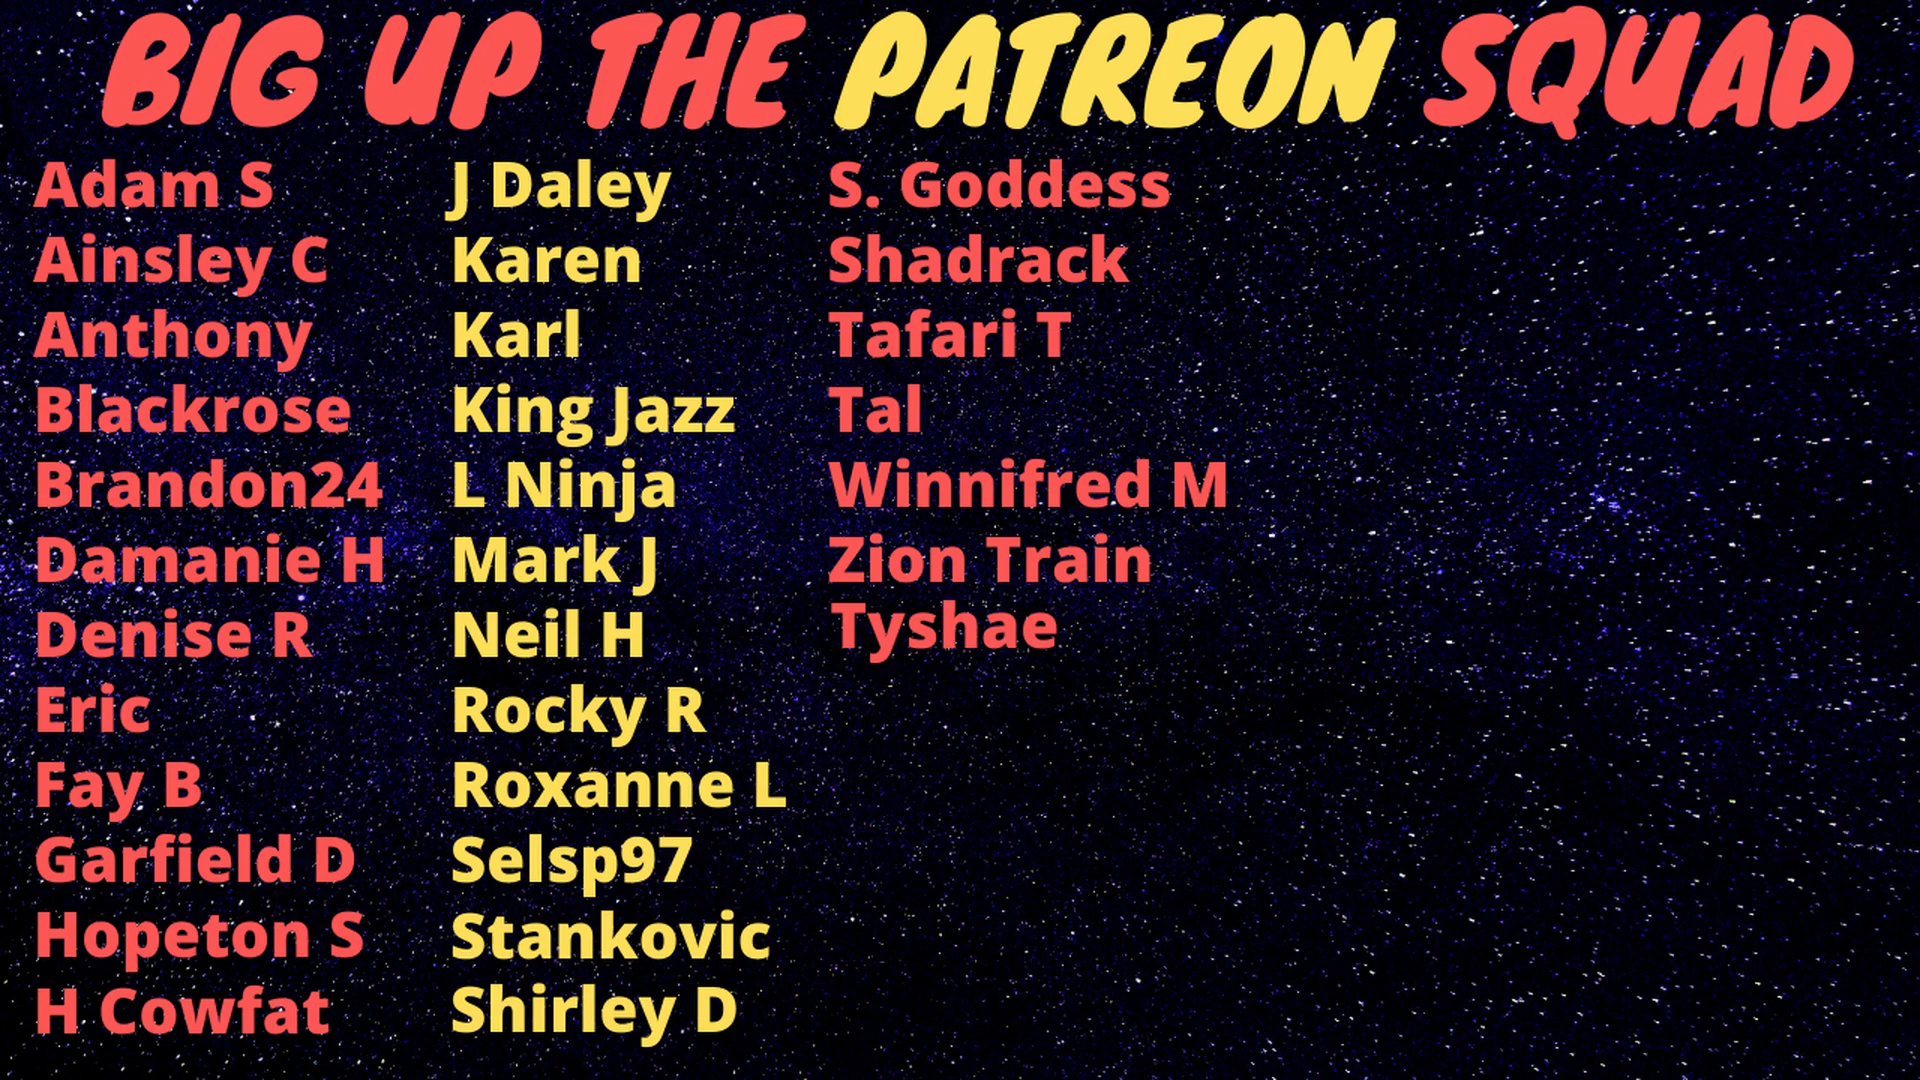 BIG UP THE PATREON SQUAD
Adam S
Ainsley C
Anthony
Blackrose
Brandon24
Damanie H
Denise R
Eric
Fay B
Garfield D
Hopeton S
H Cowfat
J Daley
Karen
Karl
King Jazz
L Ninja
Mark J
Neil H
Rocky R
Roxanne L
Selsp97
Stankovic
Shirley D
S. Goddess
Shadrack
Tafari T
Tal
Winnifred M
Zion Train
Tyshae